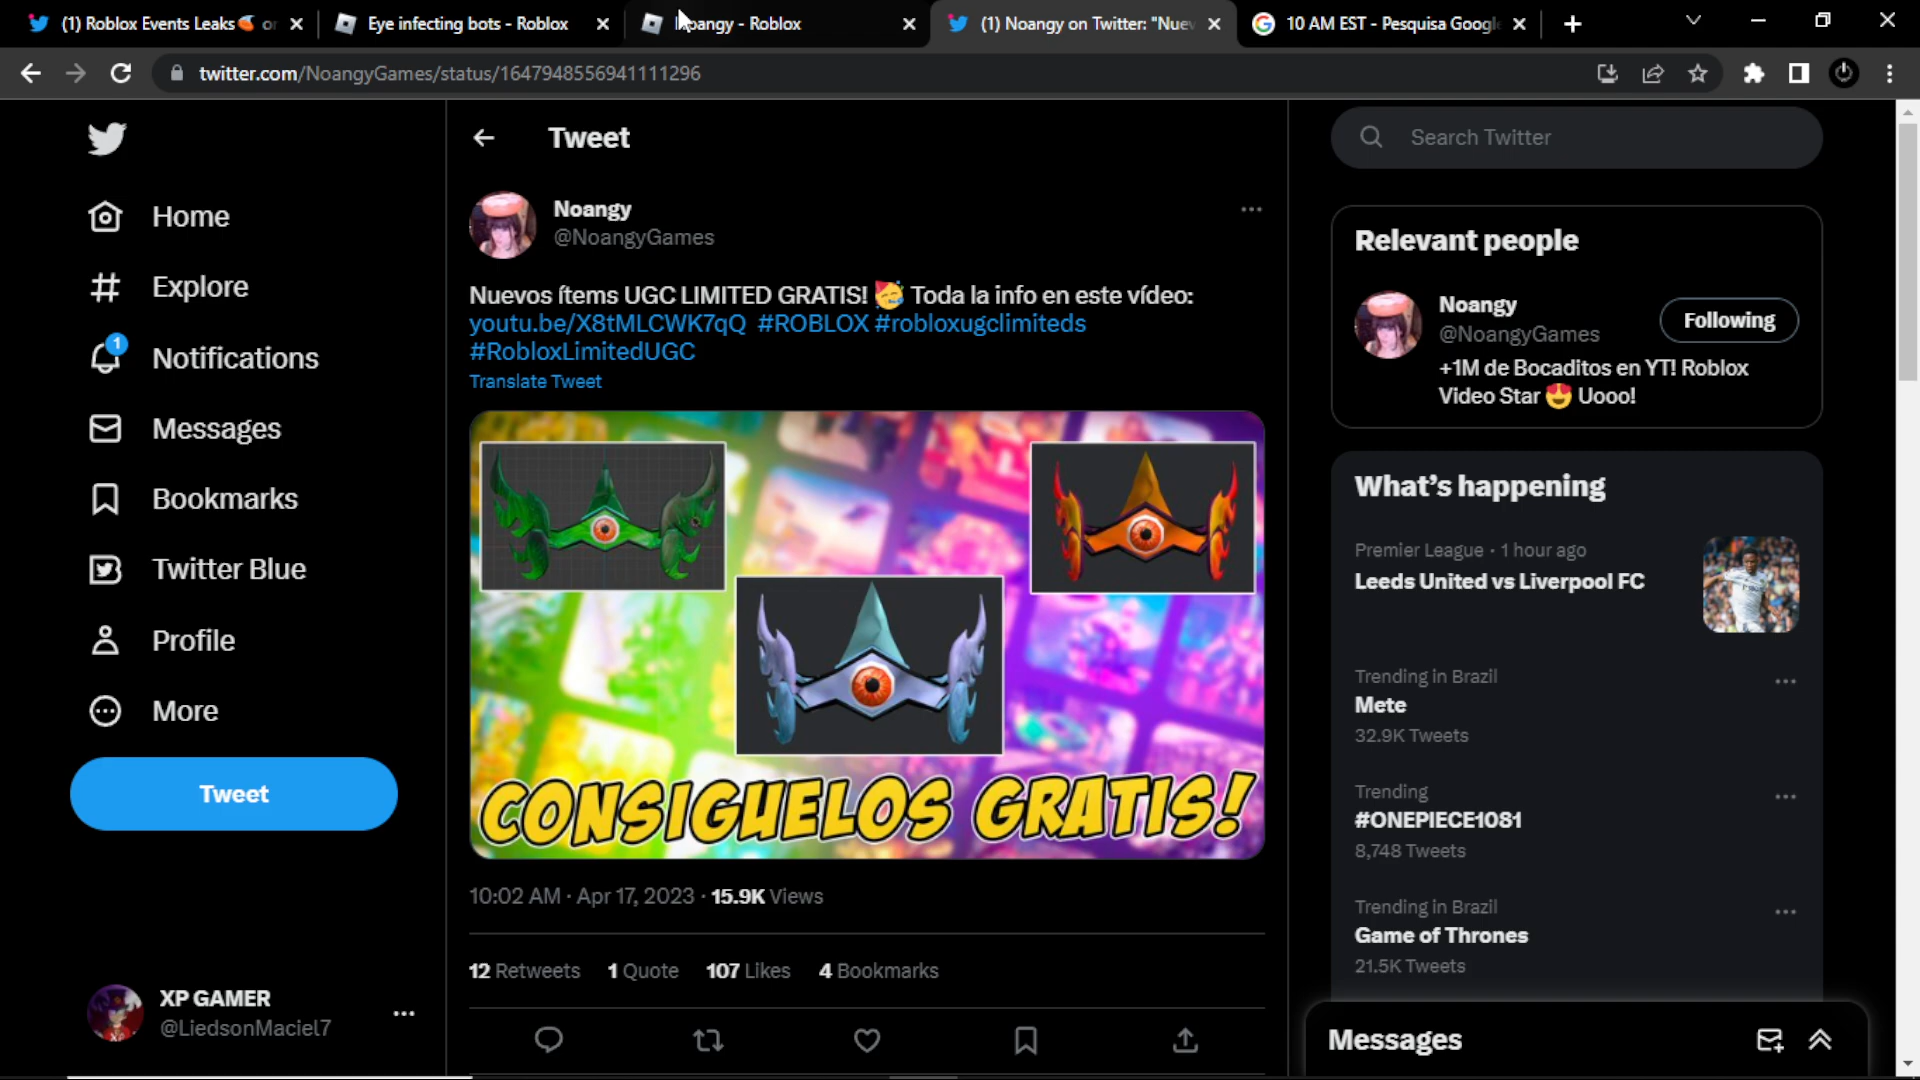 (1) Roblox Events Leaks
Eye infecting bots - Roblox
Noangy - Roblox
(1) Noangy on Twitter: "Nuev
10 AM EST - Pesquisa Googl
twitter.com/NoangyGames/status/1647948556941111296
Home
Explore
1
Notifications
Messages
Bookmarks
Twitter Blue
Profile
More
Tweet
XP GAMER
@LiedsonMaciel7
Tweet
Noangy
@NoangyGames
Nuevos ítems UGC LIMITED GRATIS! 🥳 Toda la info en este vídeo:
youtu.be/X8tMLCWK7qQ #ROBLOX #robloxugclimiteds
#RobloxLimitedUGC
Translate Tweet
CONSIGUELOS GRATIS!
10:02 AM · Apr 17, 2023 · 15.9K Views
12 Retweets 1 Quote 107 Likes 4 Bookmarks
Search Twitter
Relevant people
Noangy
@NoangyGames
Following
+1M de Bocaditos en YT! Roblox
Video Star 😍 Uooo!
What's happening
Premier League · 1 hour ago
Leeds United vs Liverpool FC
Trending in Brazil
Mete
32.9K Tweets
Trending
#ONEPIECE1081
8,748 Tweets
Trending in Brazil
Game of Thrones
21.5K Tweets
Messages